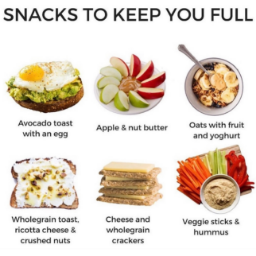 SNACKS TO KEEP YOU FULL
Avocado toast
with an egg
Apple & nut butter
Oats with fruit
and yoghurt
Wholegrain toast,
ricotta cheese &
crushed nuts
Cheese and
wholegrain
crackers
Veggie sticks &
hummus